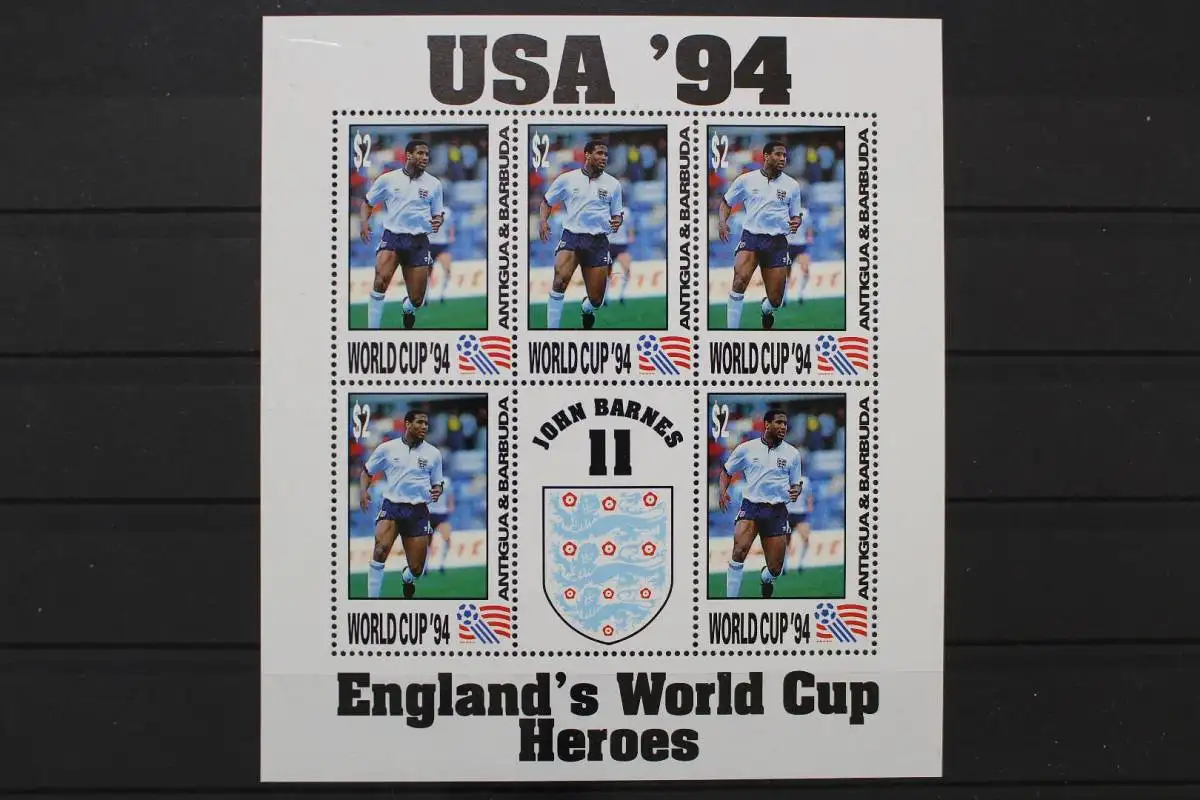 USA '94
$2
ANTIGUA & BARBUDA
WORLD CUP '94
$2
ANTIGUA & BARBUDA
WORLD CUP '94
$2
ANTIGUA & BARBUDA
WORLD CUP '94
$2
ANTIGUA & BARBUDA
WORLD CUP '94
JOHN BARNES
11
$2
ANTIGUA & BARBUDA
WORLD CUP '94
England's World Cup
Heroes